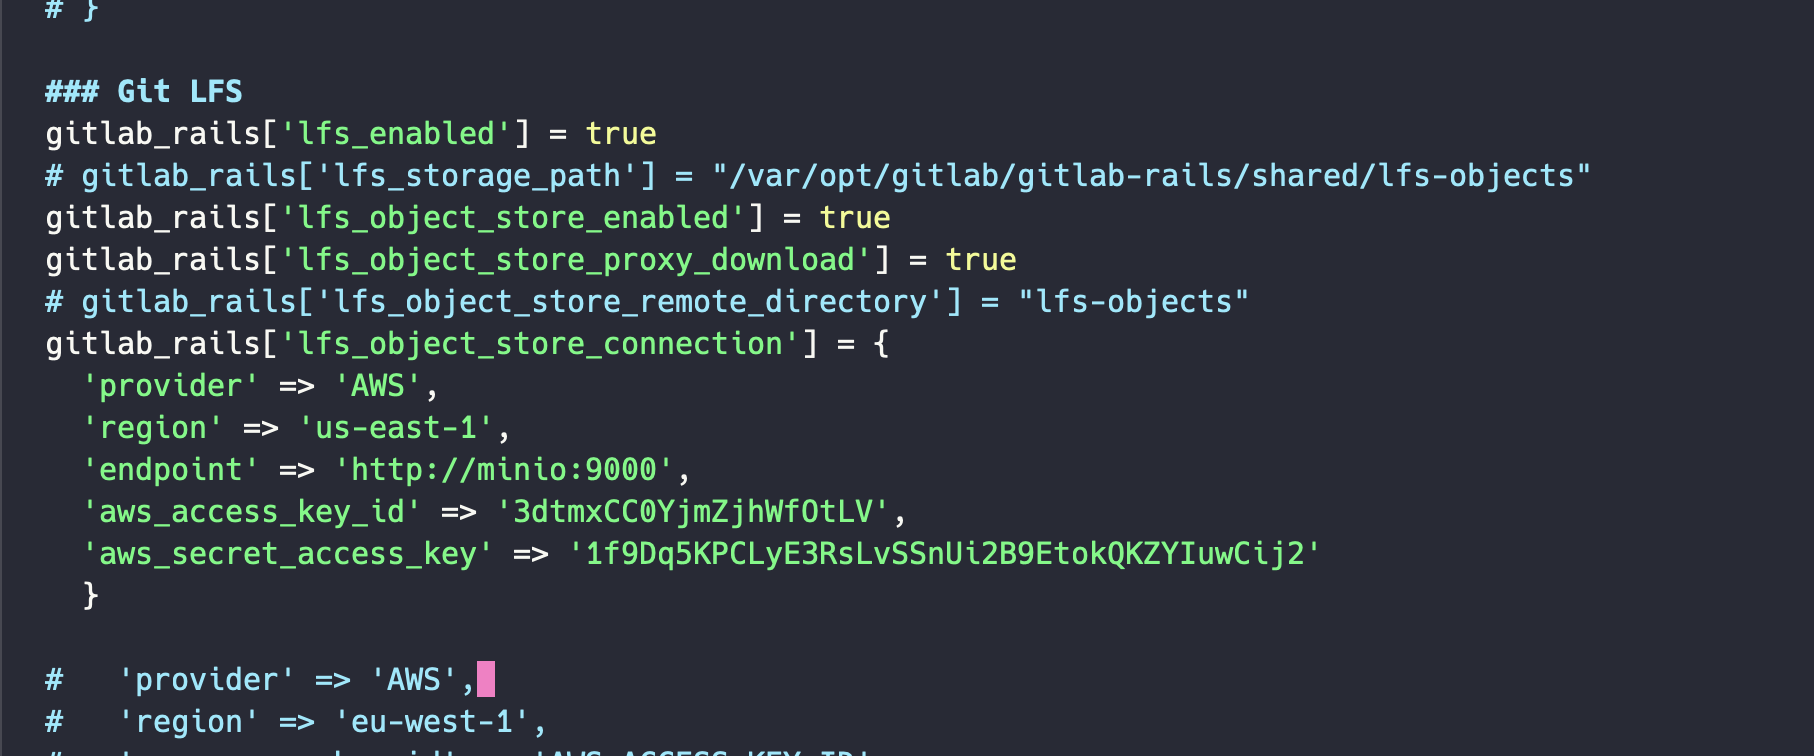 # }
### Git LFS
gitlab_rails['lfs_enabled'] = true
# gitlab_rails['lfs_storage_path'] = "/var/opt/gitlab/gitlab-rails/shared/lfs-objects"
gitlab_rails['lfs_object_store_enabled'] = true
gitlab_rails['lfs_object_store_proxy_download'] = true
# gitlab_rails['lfs_object_store_remote_directory'] = "lfs-objects"
gitlab_rails['lfs_object_store_connection'] = {
  'provider' => 'AWS',
  'region' => 'us-east-1',
  'endpoint' => 'http://minio:9000',
  'aws_access_key_id' => '3dtmxCC0YjmZjhWfOtLV',
  'aws_secret_access_key' => '1f9Dq5KPCLyE3RsLvSSnUi2B9EtokQKZYIuwCij2'
  }
#   'provider' => 'AWS',
#   'region' => 'eu-west-1',